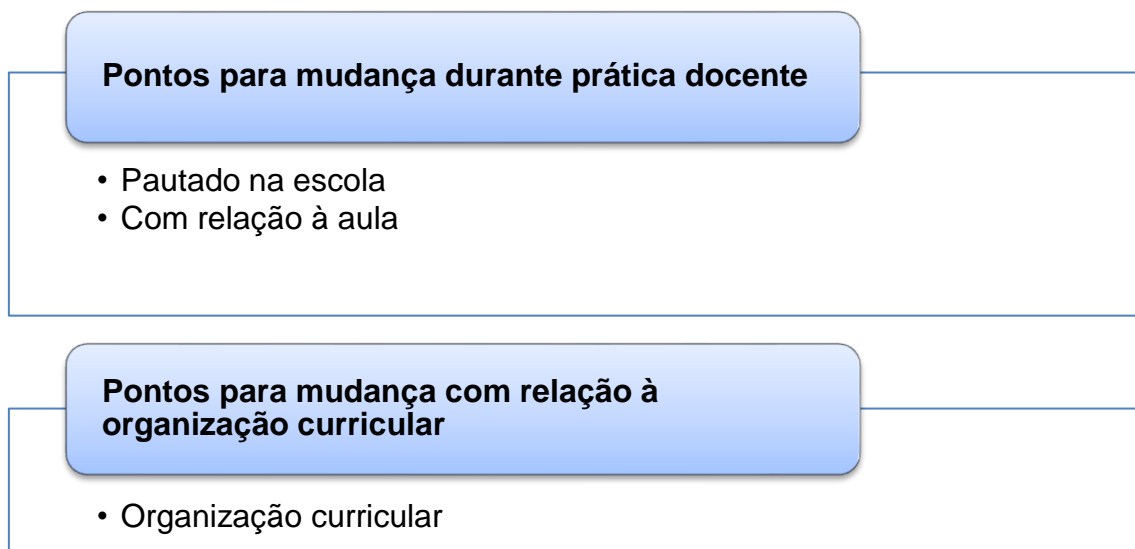 Pontos para mudança durante prática docente
• Pautado na escola
• Com relação à aula
Pontos para mudança com relação à
organização curricular
• Organização curricular